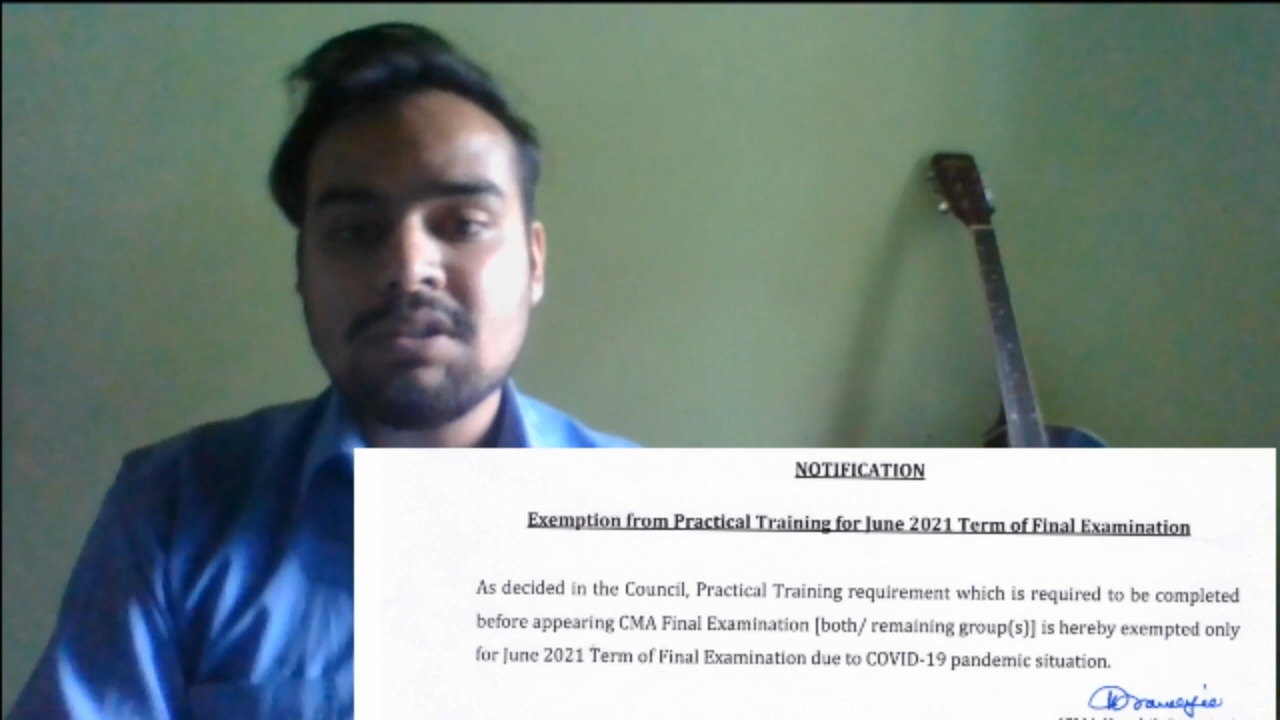 NOTIFICATION
Exemption from Practical Training for June 2021 Term of Final Examination
As decided in the Council, Practical Training requirement which is required to be completed
before appearing CMA Final Examination [both/ remaining group(s)] is hereby exempted only
for June 2021 Term of Final Examination due to COVID-19 pandemic situation.